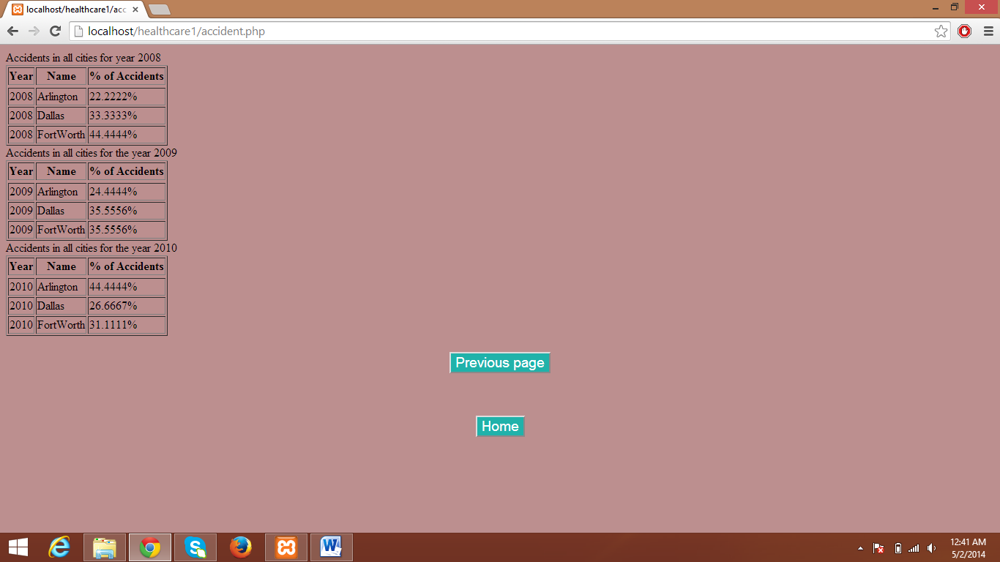 localhost/healthcare1/acc
localhost/healthcare1/accident.php
Accidents in all cities for year 2008
Year Name % of Accidents
2008 Arlington 22.2222%
2008 Dallas 33.3333%
2008 FortWorth 44.4444%
Accidents in all cities for the year 2009
Year Name % of Accidents
2009 Arlington 24.4444%
2009 Dallas 35.5556%
2009 FortWorth 35.5556%
Accidents in all cities for the year 2010
Year Name % of Accidents
2010 Arlington 44.4444%
2010 Dallas 26.6667%
2010 FortWorth 31.1111%
Previous page
Home
12:41 AM
5/2/2014